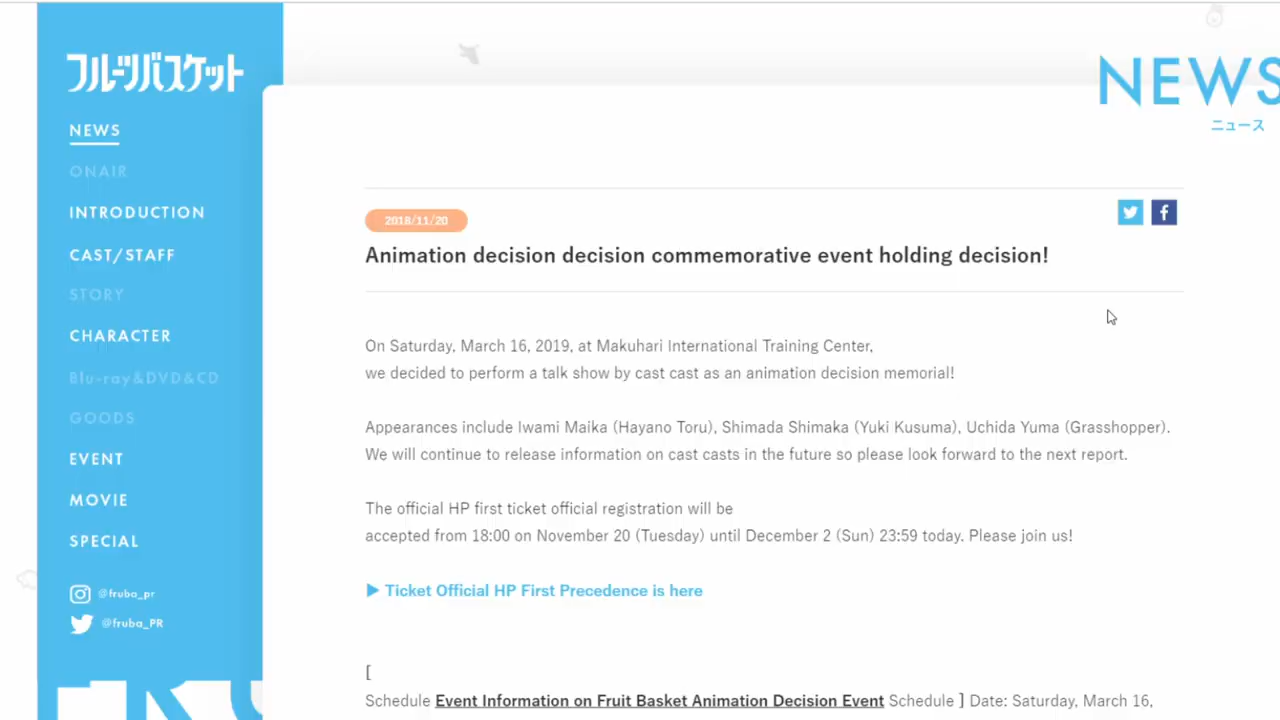 フルーツバスケット
NEWS
ONAIR
INTRODUCTION
CAST/STAFF
STORY
CHARACTER
Blu-ray&DVD&CD
GOODS
EVENT
MOVIE
SPECIAL
@fruba_pr
@fruba_PR
NEWS
ニュース
2018/11/20
Animation decision decision commemorative event holding decision!
On Saturday, March 16, 2019, at Makuhari International Training Center,
we decided to perform a talk show by cast cast as an animation decision memorial!
Appearances include Iwami Maika (Hayano Toru), Shimada Shimaka (Yuki Kusuma), Uchida Yuma (Grasshopper).
We will continue to release information on cast casts in the future so please look forward to the next report.
The official HP first ticket official registration will be
accepted from 18:00 on November 20 (Tuesday) until December 2 (Sun) 23:59 today. Please join us!
▶ Ticket Official HP First Precedence is here
[
Schedule Event Information on Fruit Basket Animation Decision Event Schedule ] Date: Saturday, March 16,